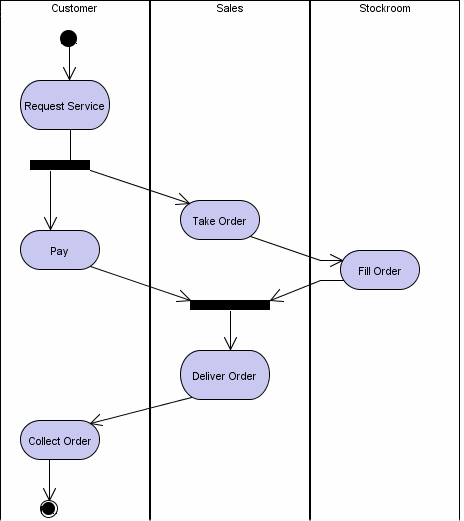 Customer
Sales
Stockroom
Request Service
Take Order
Pay
Fill Order
Deliver Order
Collect Order